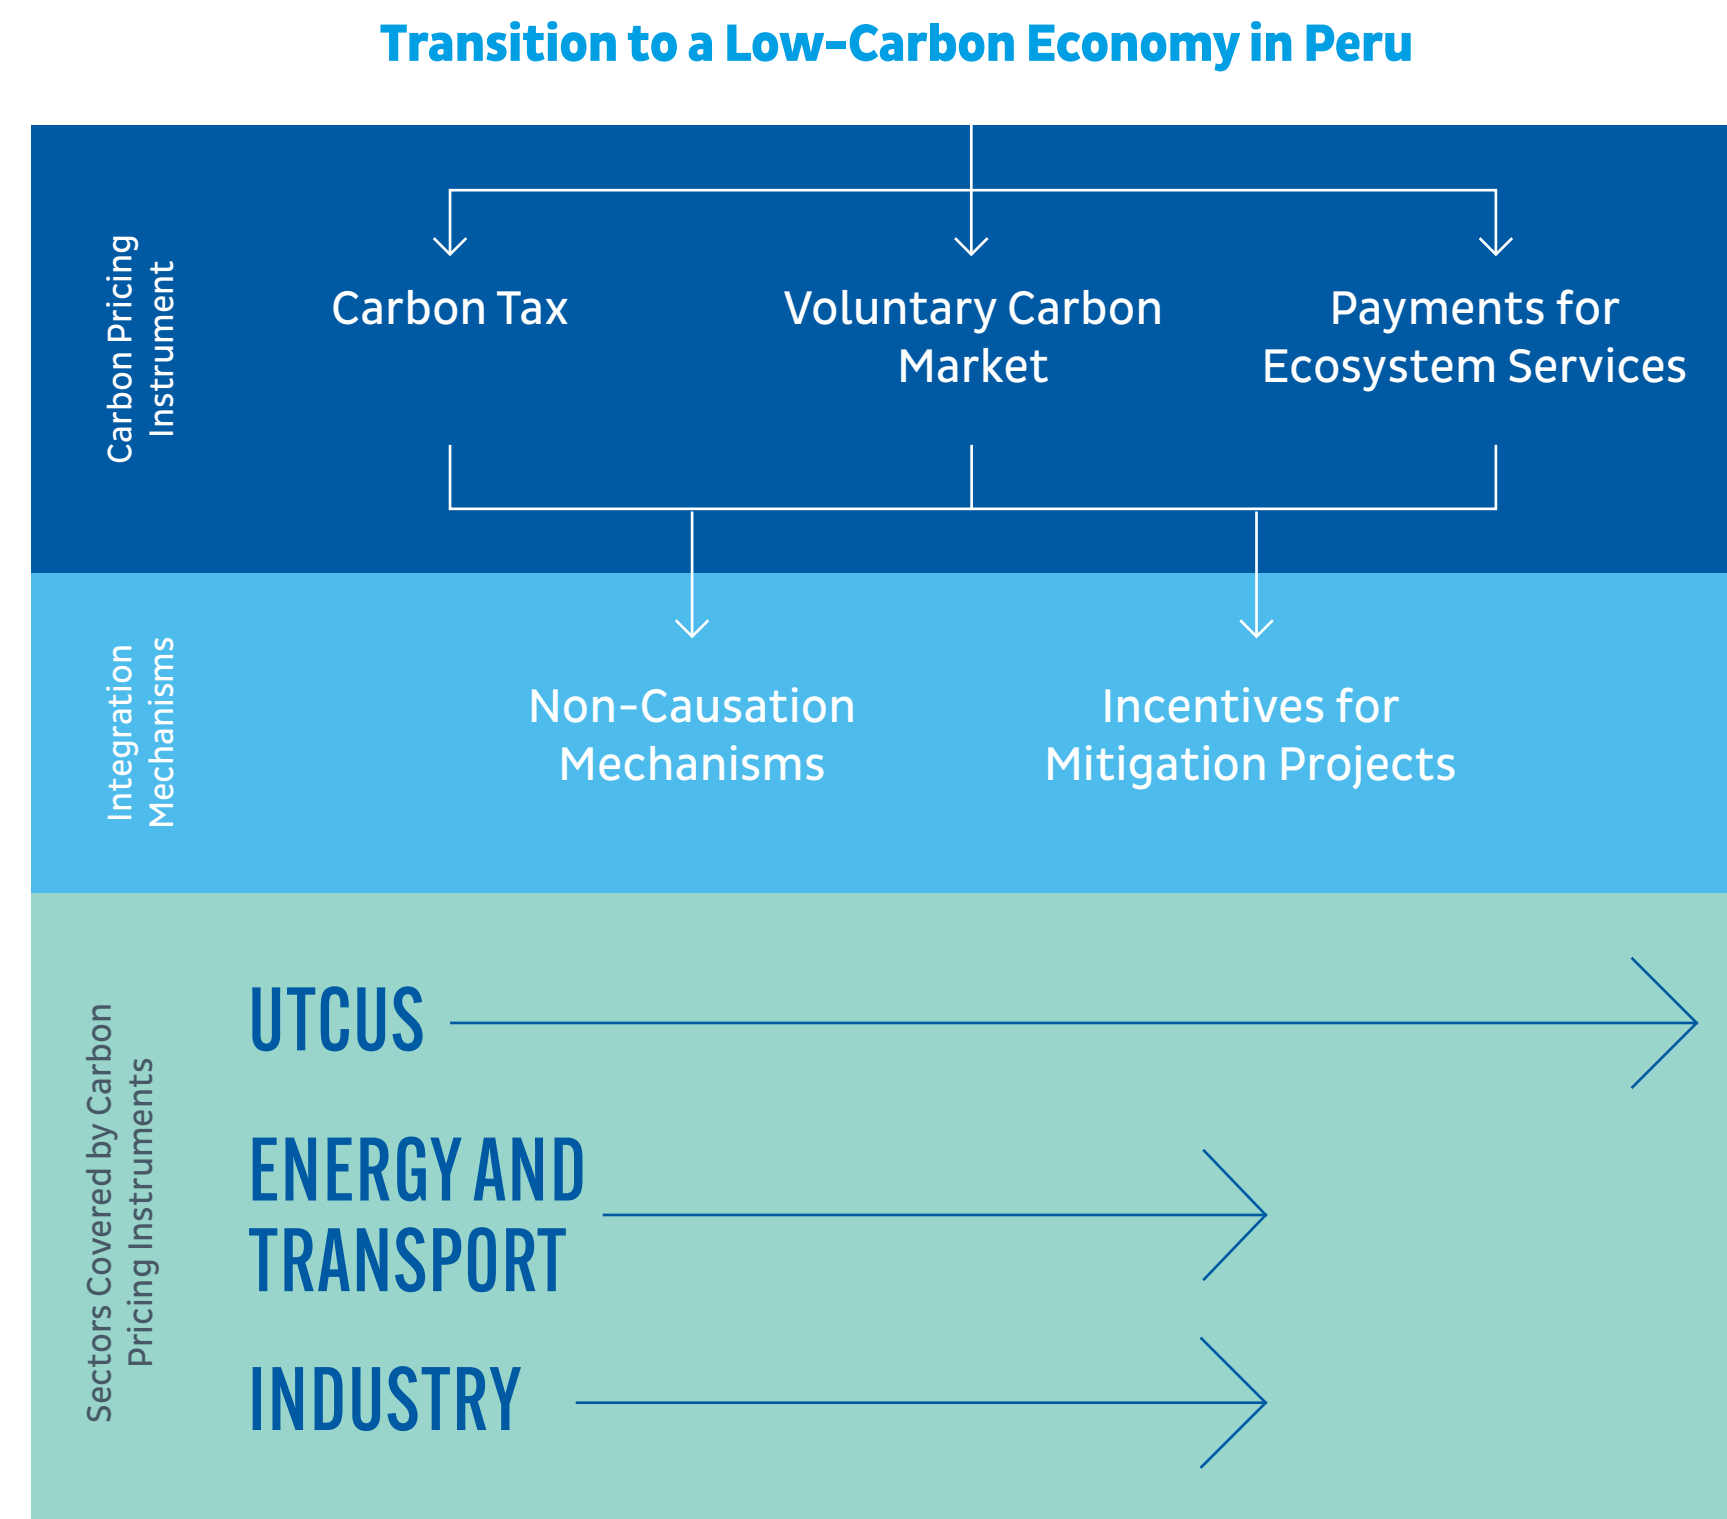 Transition to a Low-Carbon Economy in Peru
Carbon Pricing
Instrument
Carbon Tax
Voluntary Carbon
Market
Payments for
Ecosystem Services
Integration
Mechanisms
Non-Causation
Mechanisms
Incentives for
Mitigation Projects
Sectors Covered by Carbon
Pricing Instruments
UTCUS
ENERGY AND
TRANSPORT
INDUSTRY